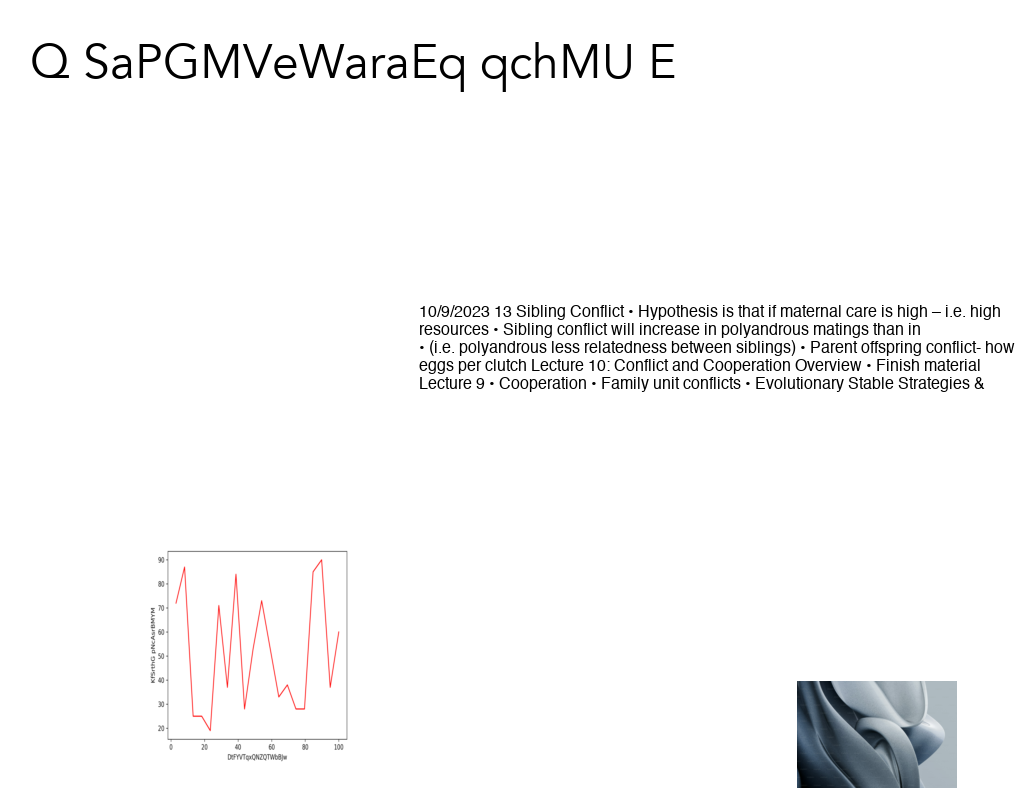 Q SaPGMVeWaraEq qchMU E
10/9/2023 13 Sibling Conflict • Hypothesis is that if maternal care is high – i.e. high
resources • Sibling conflict will increase in polyandrous matings than in
• (i.e. polyandrous less relatedness between siblings) • Parent offspring conflict- how
eggs per clutch Lecture 10: Conflict and Cooperation Overview • Finish material
Lecture 9 • Cooperation • Family unit conflicts • Evolutionary Stable Strategies &
90
80
70
60
50
40
30
20
0 20 40 60 80 100
DtFYVTqxQNZQTWbBJw